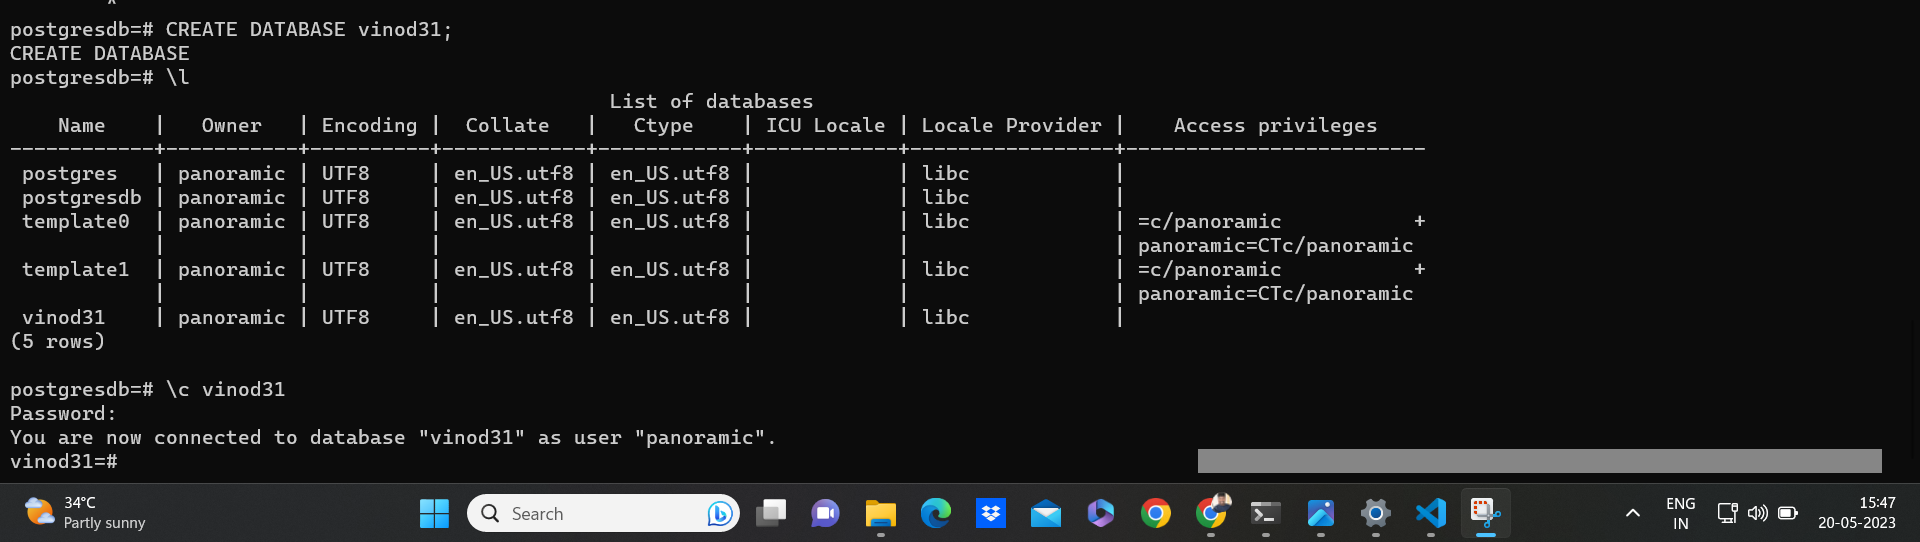 postgresdb=# CREATE DATABASE vinod31;
CREATE DATABASE
postgresdb=# \l
                                                  List of databases
    Name    |   Owner   | Encoding |  Collate   |   Ctype    | ICU Locale | Locale Provider |    Access privileges
------------+-----------+----------+------------+------------+------------+-----------------+-------------------------
 postgres   | panoramic | UTF8     | en_US.utf8 | en_US.utf8 |            | libc            |
 postgresdb | panoramic | UTF8     | en_US.utf8 | en_US.utf8 |            | libc            |
 template0  | panoramic | UTF8     | en_US.utf8 | en_US.utf8 |            | libc            | =c/panoramic           +
            |           |          |            |            |            |                 | panoramic=CTc/panoramic
 template1  | panoramic | UTF8     | en_US.utf8 | en_US.utf8 |            | libc            | =c/panoramic           +
            |           |          |            |            |            |                 | panoramic=CTc/panoramic
 vinod31    | panoramic | UTF8     | en_US.utf8 | en_US.utf8 |            | libc            |
(5 rows)
postgresdb=# \c vinod31
Password:
You are now connected to database "vinod31" as user "panoramic".
vinod31=#
34°C
Partly sunny
Search
ENG
IN
15:47
20-05-2023